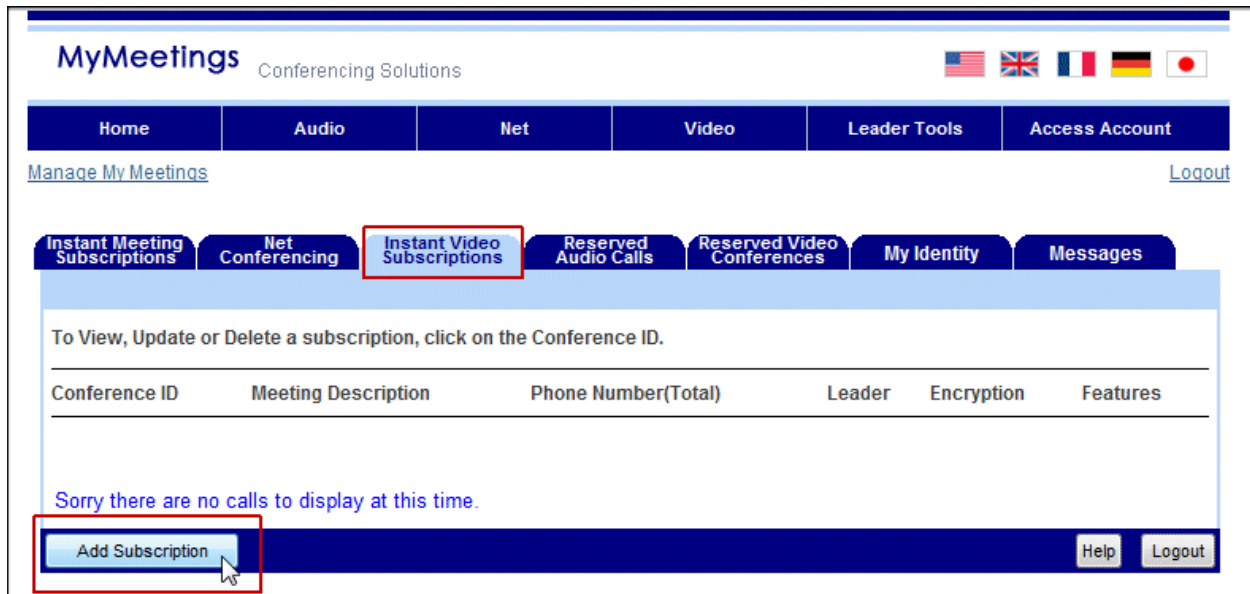 MyMeetings Conferencing Solutions
Home Audio Net Video Leader Tools Access Account
Manage My Meetings Logout
Instant Meeting Subscriptions
Net Conferencing
Instant Video Subscriptions
Reserved Audio Calls
Reserved Video Conferences
My Identity
Messages
To View, Update or Delete a subscription, click on the Conference ID.
Conference ID Meeting Description Phone Number(Total) Leader Encryption Features
Sorry there are no calls to display at this time.
Add Subscription Help Logout